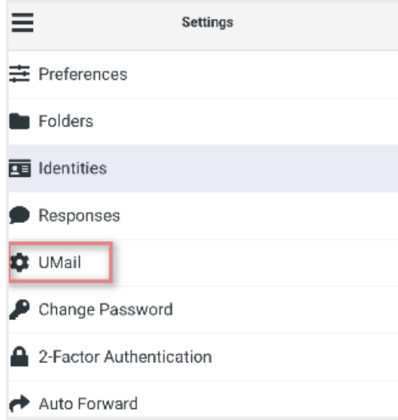 Settings
Preferences
Folders
Identities
Responses
UMail
Change Password
2-Factor Authentication
Auto Forward